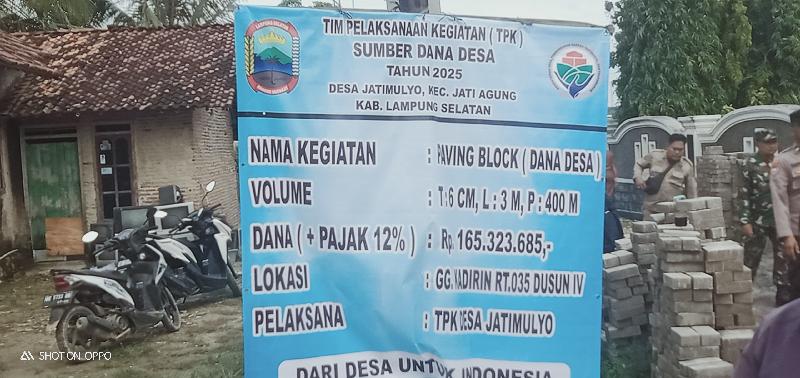 TIM PELAKSANAAN KEGIATAN ( TPK )
SUMBER DANA DESA
TAHUN 2025
DESA JATIMULYO, KEC. JATI AGUNG
KAB. LAMPUNG SELATAN
NAMA KEGIATAN : PAVING BLOCK ( DANA DESA )
VOLUME : T:6 CM, L : 3 M, P : 400 M
DANA ( + PAJAK 12% ) : Rp. 165.323.685,-
LOKASI : GG. NADIRIN RT.035 DUSUN IV
PELAKSANA : TPK DESA JATIMULYO
DARI DESA UNTUK INDONESIA
LAMPUNG SELATAN
SHOT ON OPPO